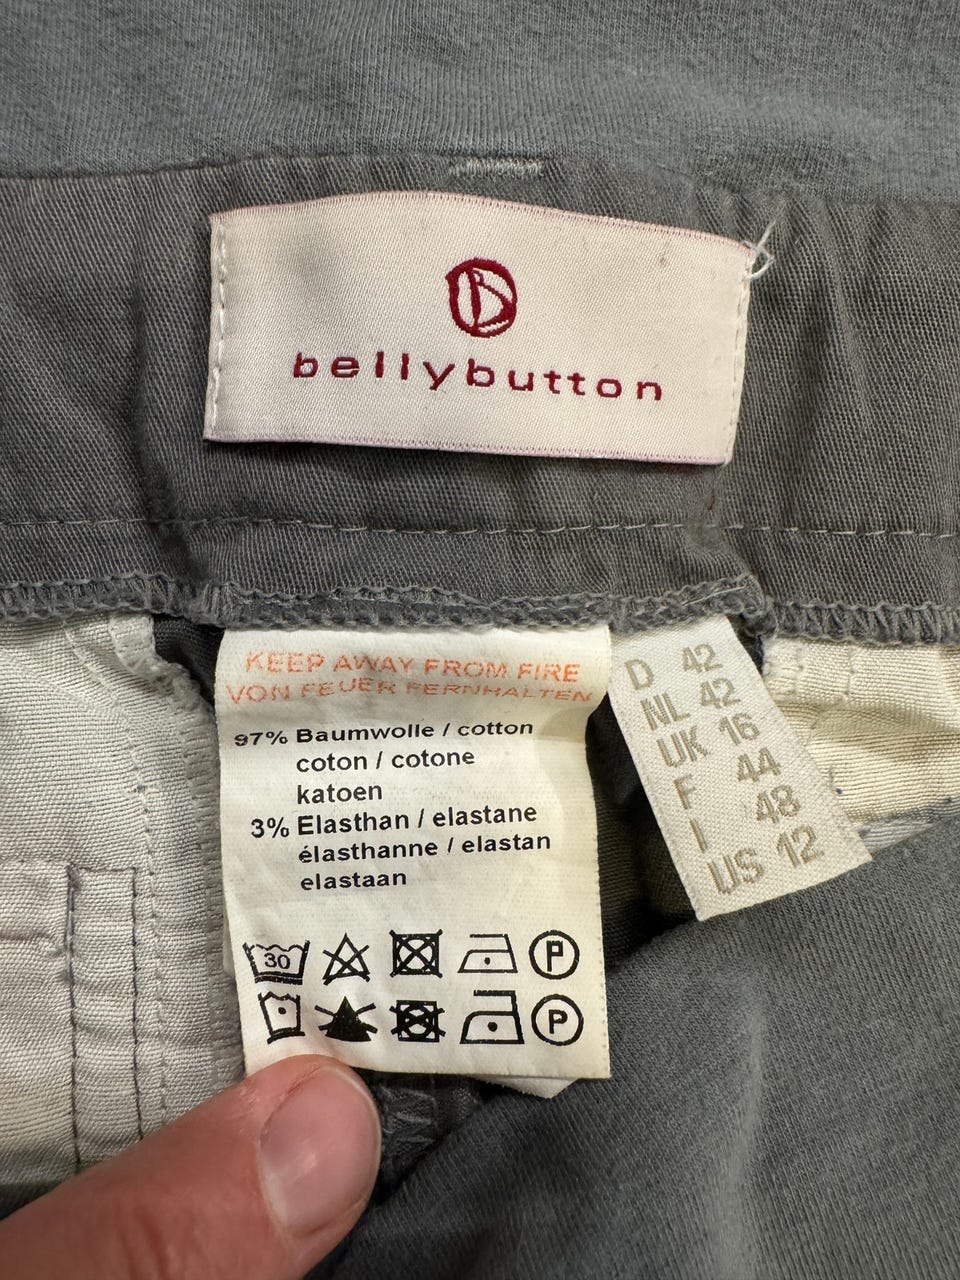 bellybutton
KEEP AWAY FROM FIRE
VON FEUER FERNHALTEN
97% Baumwolle / cotton
coton / cotone
katoen
3% Elasthan / elastane
élasthanne / elastan
elastaan
30 P
P
D 42
NL 42
UK 16
F 44
I 48
US 12